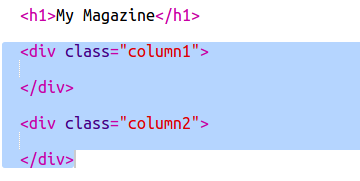 <h1>My Magazine</h1>
<div class="column1">
</div>
<div class="column2">
</div>